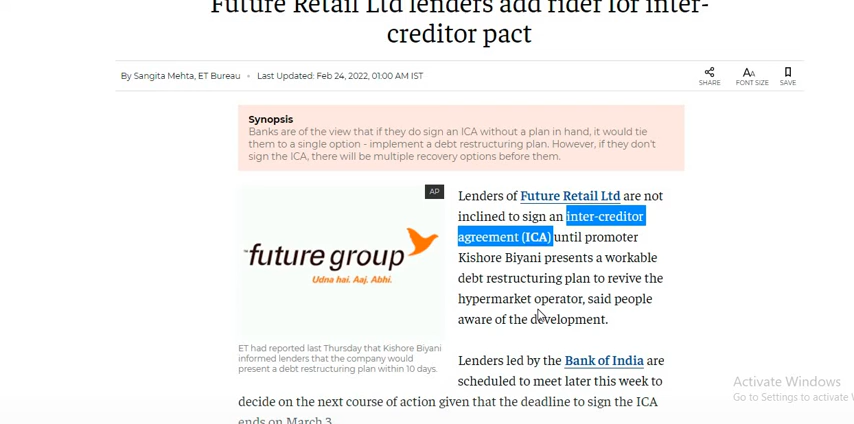 Future Retail Ltd lenders add rider for inter-
creditor pact
By Sangita Mehta, ET Bureau • Last Updated: Feb 24, 2022, 01:00 AM IST
SHARE
AA
FONT SIZE
SAVE
Synopsis
Banks are of the view that if they do sign an ICA without a plan in hand, it would tie
them to a single option - implement a debt restructuring plan. However, if they don't
sign the ICA, there will be multiple recovery options before them.
AP
future group
Udna hai. Aaj. Abhi.
ET had reported last Thursday that Kishore Biyani
informed lenders that the company would
present a debt restructuring plan within 10 days.
Lenders of Future Retail Ltd are not
inclined to sign an inter-creditor
agreement (ICA) until promoter
Kishore Biyani presents a workable
debt restructuring plan to revive the
hypermarket operator, said people
aware of the development.
Lenders led by the Bank of India are
scheduled to meet later this week to
decide on the next course of action given that the deadline to sign the ICA
ends on March 3.
Activate Windows
Go to Settings to activate W